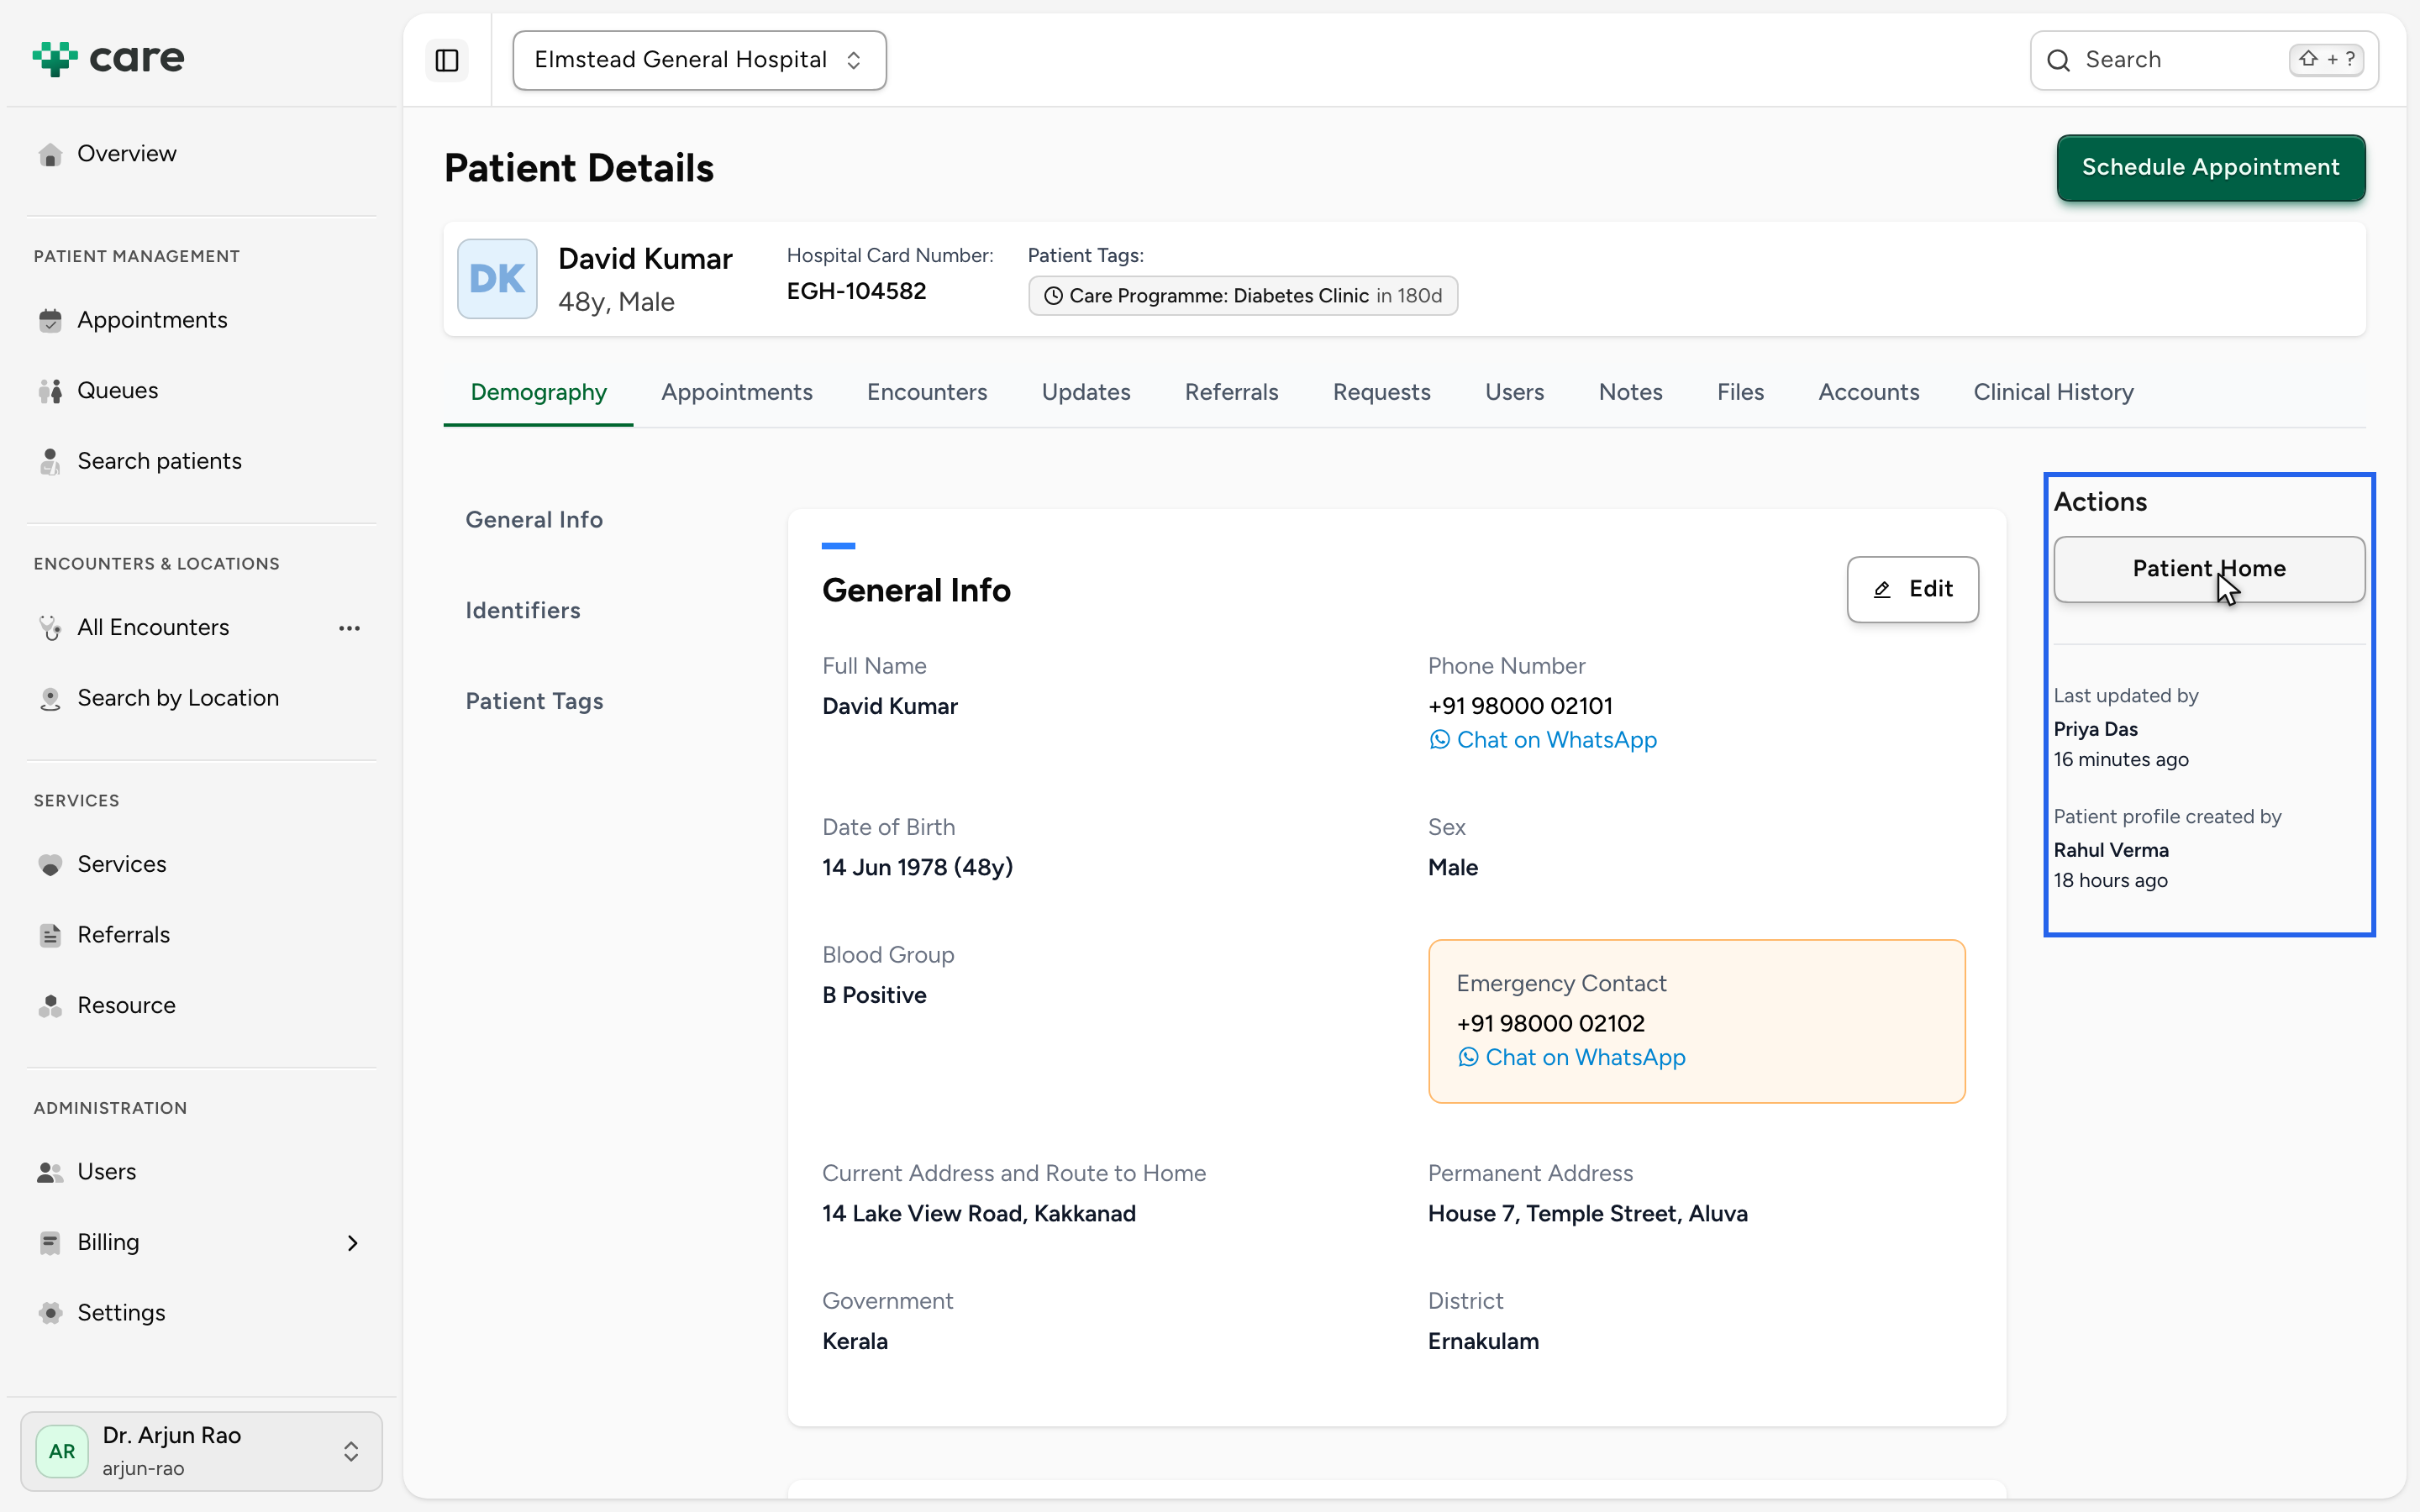 care
Elmstead General Hospital
Search
+ ?
Overview
PATIENT MANAGEMENT
Appointments
Queues
Search patients
ENCOUNTERS & LOCATIONS
All Encounters
Search by Location
SERVICES
Services
Referrals
Resource
ADMINISTRATION
Users
Billing
Settings
AR
Dr. Arjun Rao
arjun-rao
Patient Details
Schedule Appointment
DK
David Kumar
48y, Male
Hospital Card Number:
EGH-104582
Patient Tags:
Care Programme: Diabetes Clinic in 180d
Demography Appointments Encounters Updates Referrals Requests Users Notes Files Accounts Clinical History
General Info
Identifiers
Patient Tags
General Info
Edit
Full Name
David Kumar
Phone Number
+91 98000 02101
Chat on WhatsApp
Date of Birth
14 Jun 1978 (48y)
Sex
Male
Blood Group
B Positive
Emergency Contact
+91 98000 02102
Chat on WhatsApp
Current Address and Route to Home
14 Lake View Road, Kakkanad
Permanent Address
House 7, Temple Street, Aluva
Government
Kerala
District
Ernakulam
Actions
Patient Home
Last updated by
Priya Das
16 minutes ago
Patient profile created by
Rahul Verma
18 hours ago